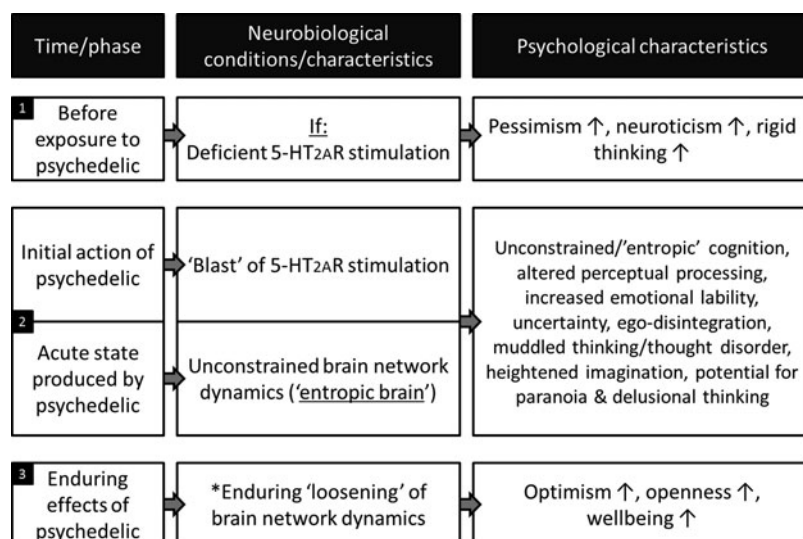 Time/phase
Neurobiological
conditions/characteristics
Psychological characteristics
1
Before
exposure to
psychedelic
If:
Deficient 5-HT2AR stimulation
Pessimism ↑, neuroticism ↑, rigid
thinking ↑
Initial action of
psychedelic
‘Blast’ of 5-HT2AR stimulation
2
Acute state
produced by
psychedelic
Unconstrained brain network
dynamics (‘entropic brain’)
Unconstrained/’entropic’ cognition,
altered perceptual processing,
increased emotional lability,
uncertainty, ego-disintegration,
muddled thinking/thought disorder,
heightened imagination, potential for
paranoia & delusional thinking
3
Enduring
effects of
psychedelic
*Enduring ‘loosening’ of
brain network dynamics
Optimism ↑, openness ↑,
wellbeing ↑